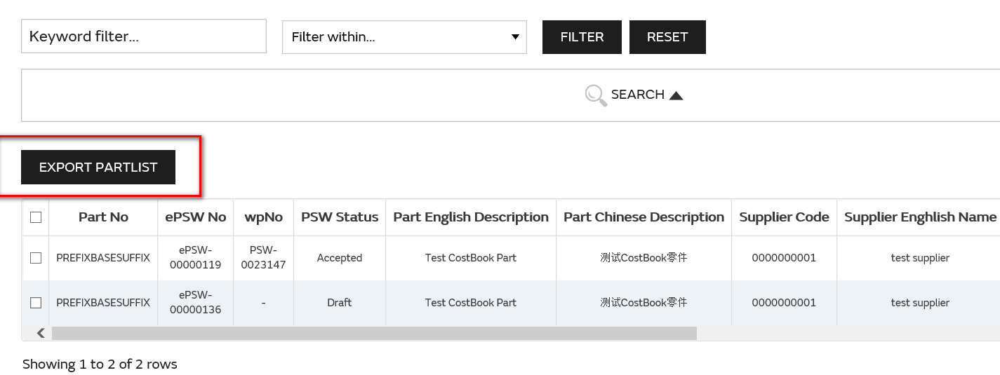 Keyword filter...
Filter within...
FILTER
RESET
SEARCH
EXPORT PARTLIST
Part No ePSW No wpNo PSW Status Part English Description Part Chinese Description Supplier Code Supplier Enghlish Name
PREFIXBASESUFFIX ePSW-00000119 PSW-0023147 Accepted Test CostBook Part 测试CostBook零件 0000000001 test supplier
PREFIXBASESUFFIX ePSW-00000136 - Draft Test CostBook Part 测试CostBook零件 0000000001 test supplier
Showing 1 to 2 of 2 rows